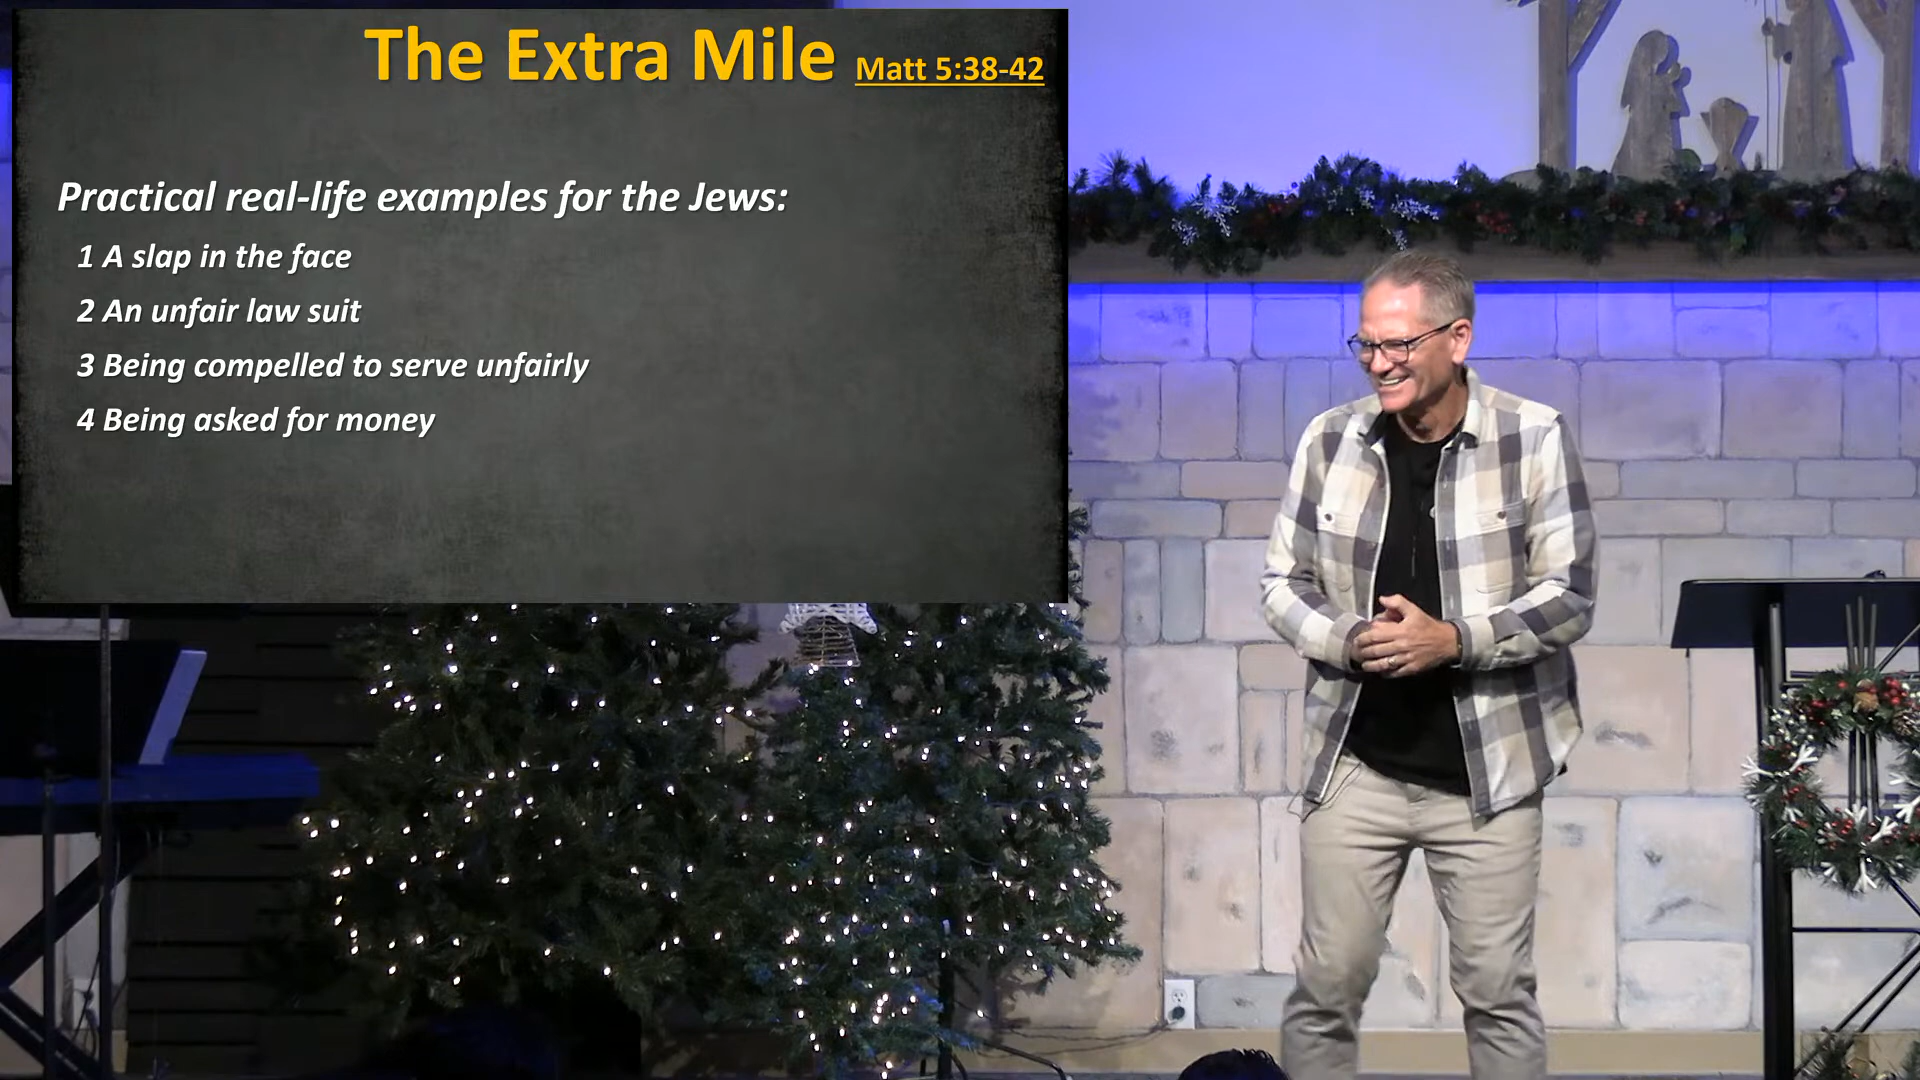 The Extra Mile Matt 5:38-42
Practical real-life examples for the Jews:
1 A slap in the face
2 An unfair law suit
3 Being compelled to serve unfairly
4 Being asked for money